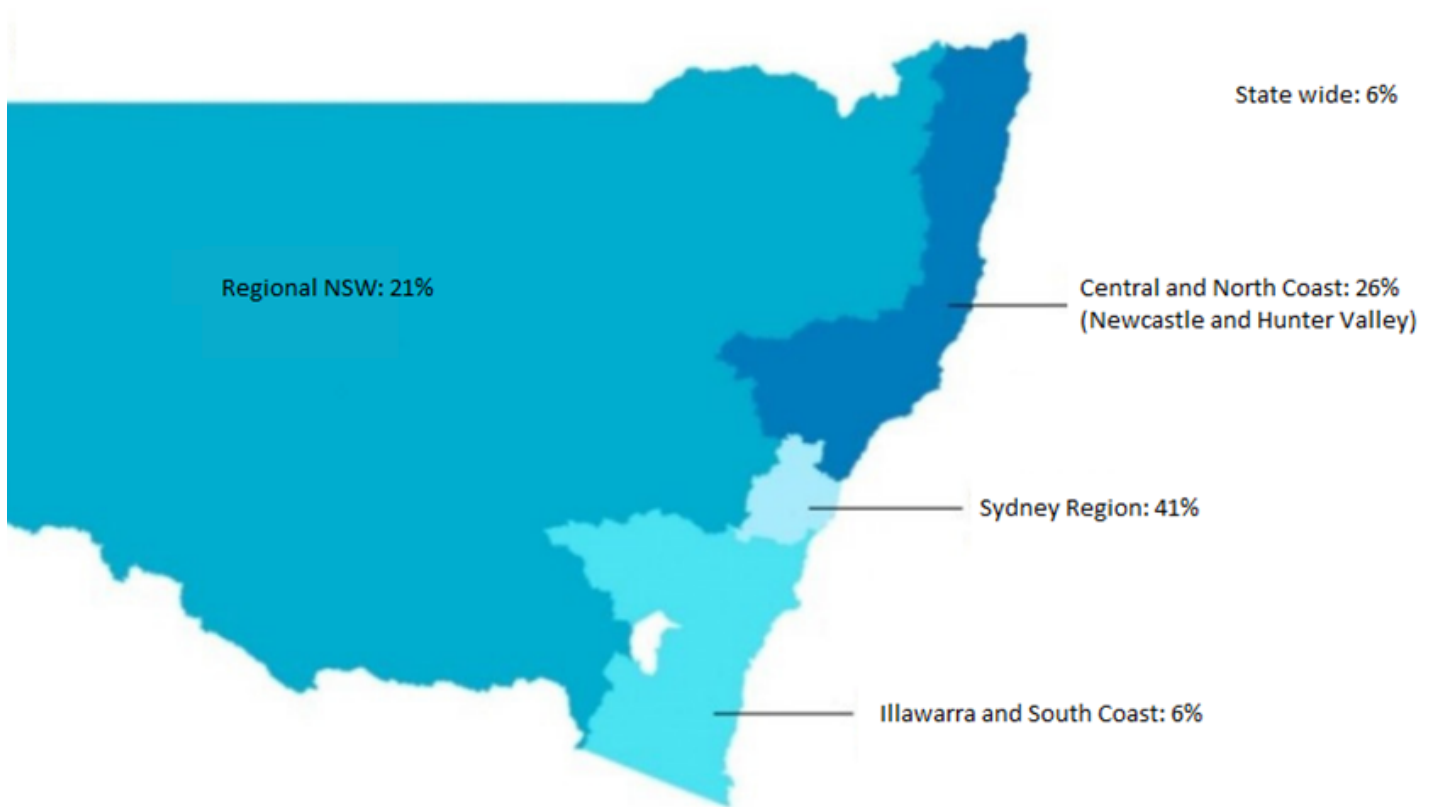 State wide: 6%
Regional NSW: 21%
Central and North Coast: 26%
(Newcastle and Hunter Valley)
Sydney Region: 41%
Illawarra and South Coast: 6%